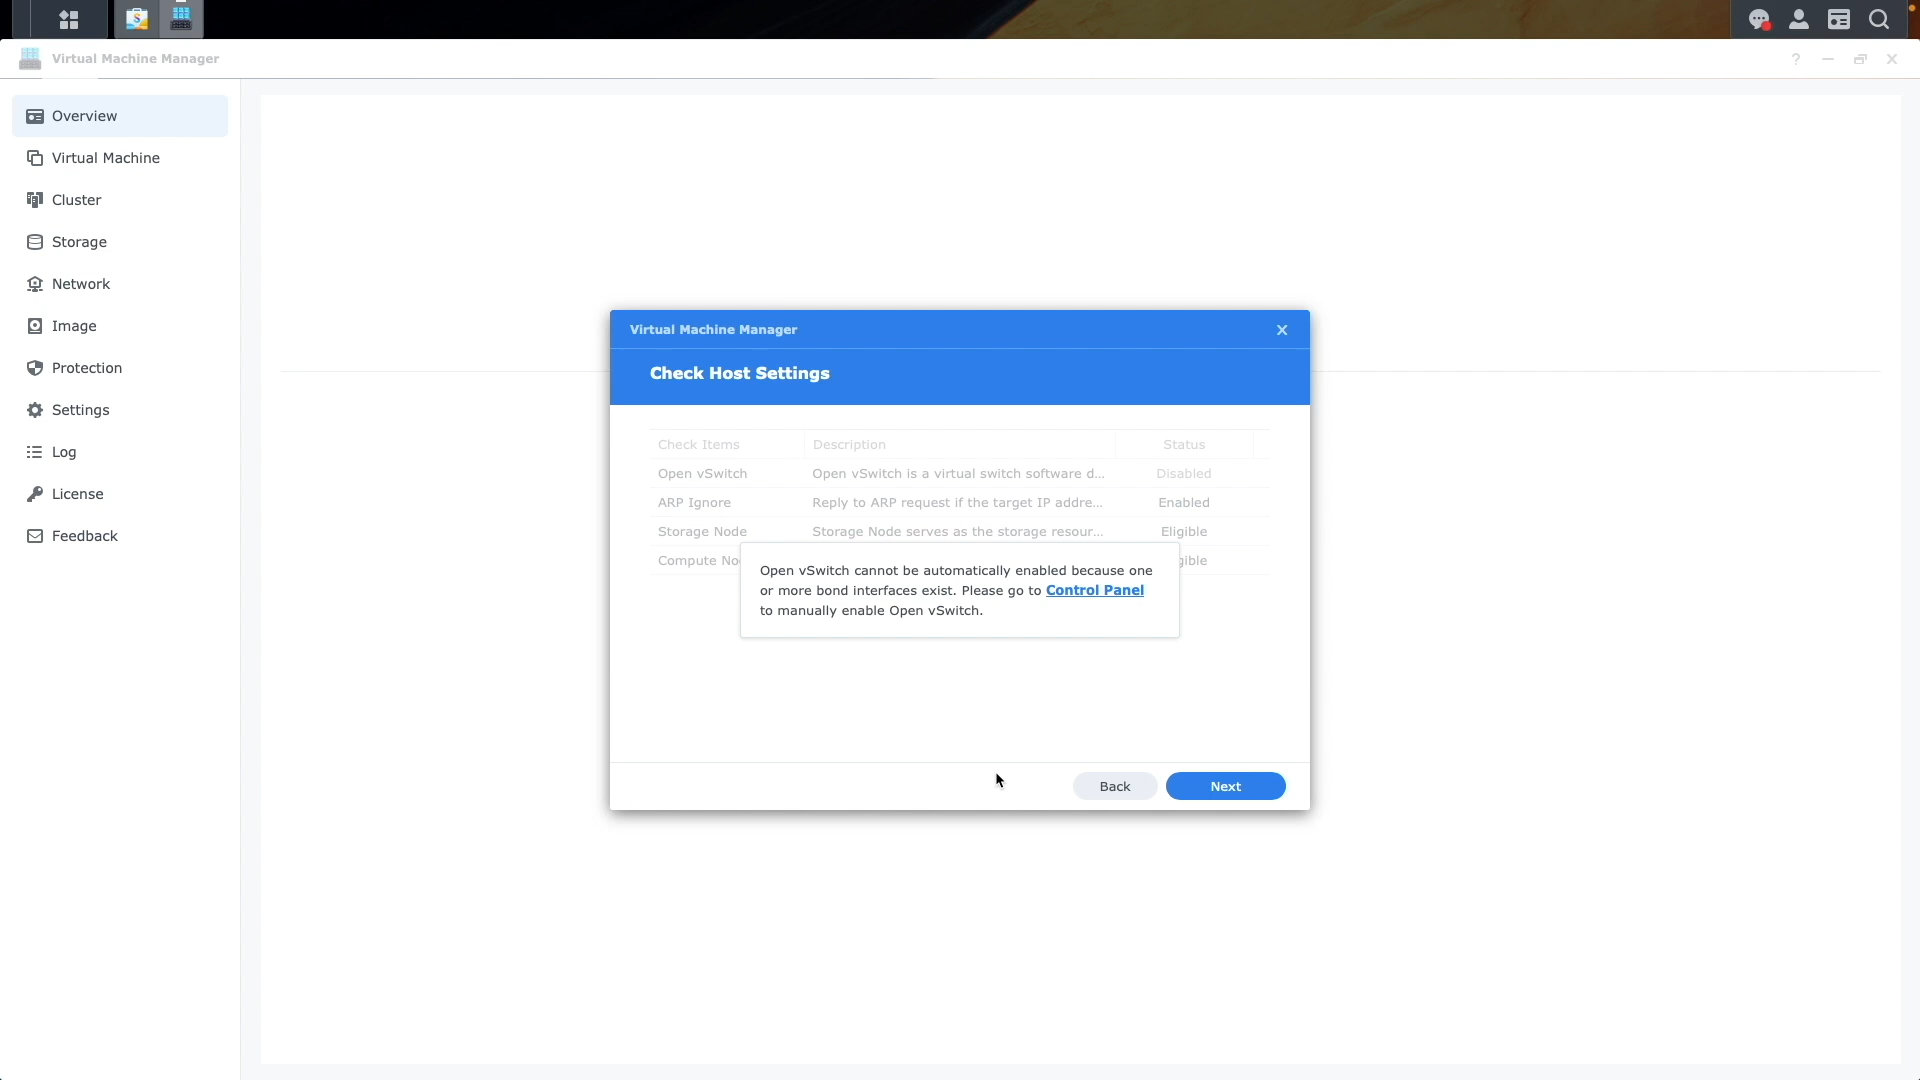 Virtual Machine Manager
?
Overview
Virtual Machine
Cluster
Storage
Network
Image
Protection
Settings
Log
License
Feedback
Virtual Machine Manager
Check Host Settings
Check Items Description Status
Open vSwitch Open vSwitch is a virtual switch software d... Disabled
ARP Ignore Reply to ARP request if the target IP addre... Enabled
Storage Node Storage Node serves as the storage resour... Eligible
Compute No gible
Open vSwitch cannot be automatically enabled because one
or more bond interfaces exist. Please go to Control Panel
to manually enable Open vSwitch.
Back Next